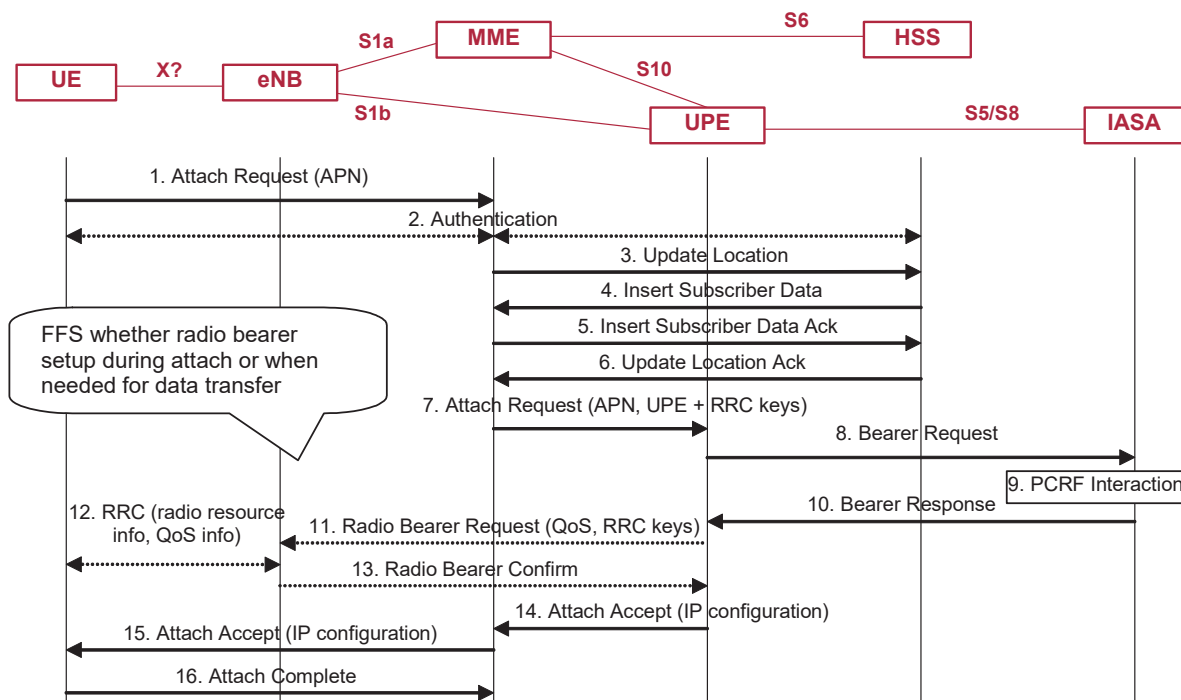 S6
MME
HSS
S1a
UE
X?
eNB
S10
S1b
UPE
S5/S8
IASA
1. Attach Request (APN)
2. Authentication
3. Update Location
4. Insert Subscriber Data
5. Insert Subscriber Data Ack
6. Update Location Ack
FFS whether radio bearer
setup during attach or when
needed for data transfer
7. Attach Request (APN, UPE + RRC keys)
8. Bearer Request
9. PCRF Interaction
10. Bearer Response
12. RRC (radio resource
info, QoS info)
11. Radio Bearer Request (QoS, RRC keys)
13. Radio Bearer Confirm
14. Attach Accept (IP configuration)
15. Attach Accept (IP configuration)
16. Attach Complete